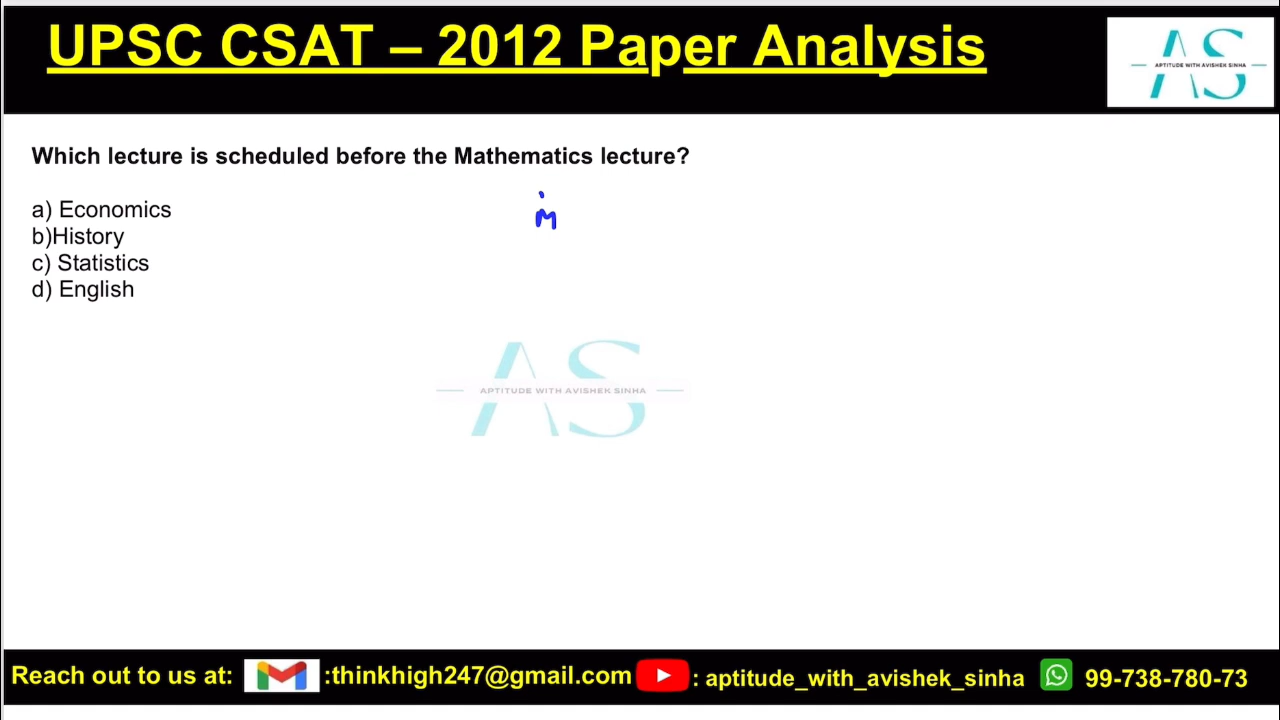 UPSC CSAT – 2012 Paper Analysis
AS
APTITUDE WITH AVISHEK SINHA
Which lecture is scheduled before the Mathematics lecture?
a) Economics
b)History
c) Statistics
d) English
M
AS
APTITUDE WITH AVISHEK SINHA
Reach out to us at: :thinkhigh247@gmail.com : aptitude_with_avishek_sinha 99-738-780-73